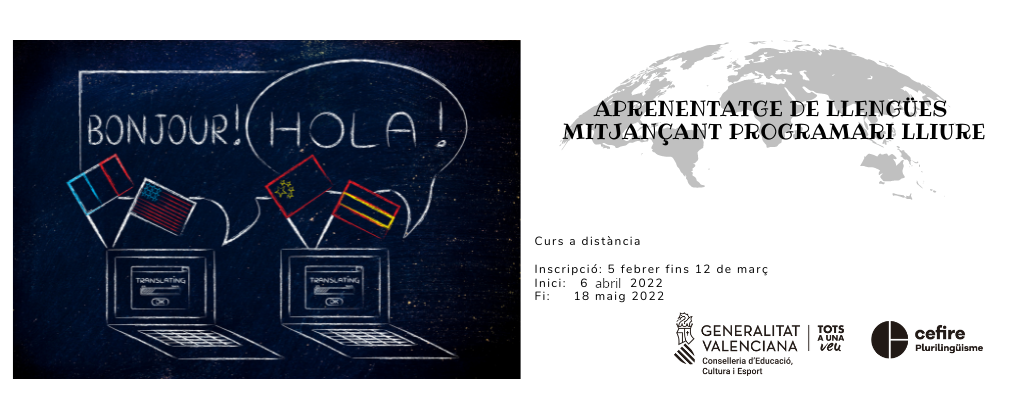 BONJOUR! HOLA!
TRANSLATING TRANSLATING
OK OK
APRENENTATGE DE LLENGÜES
MITJANÇANT PROGRAMARI LLIURE
Curs a distància
Inscripció: 5 febrer fins 12 de març
Inici: 6 abril 2022
Fi: 18 maig 2022
GENERALITAT
VALENCIANA
Conselleria d'Educació,
Cultura i Esport
TOTS
A UNA
veu
cefire
Plurilingüisme